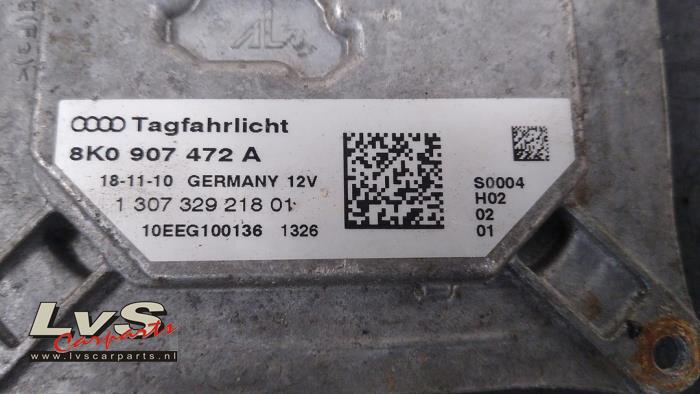 Tagfahrlicht
8K0 907 472 A
18-11-10 GERMANY 12V
1 307 329 218 01
10EEG100136 1326
S0004
H02
02
01
LvS
Carparts
www.lvscarparts.nl